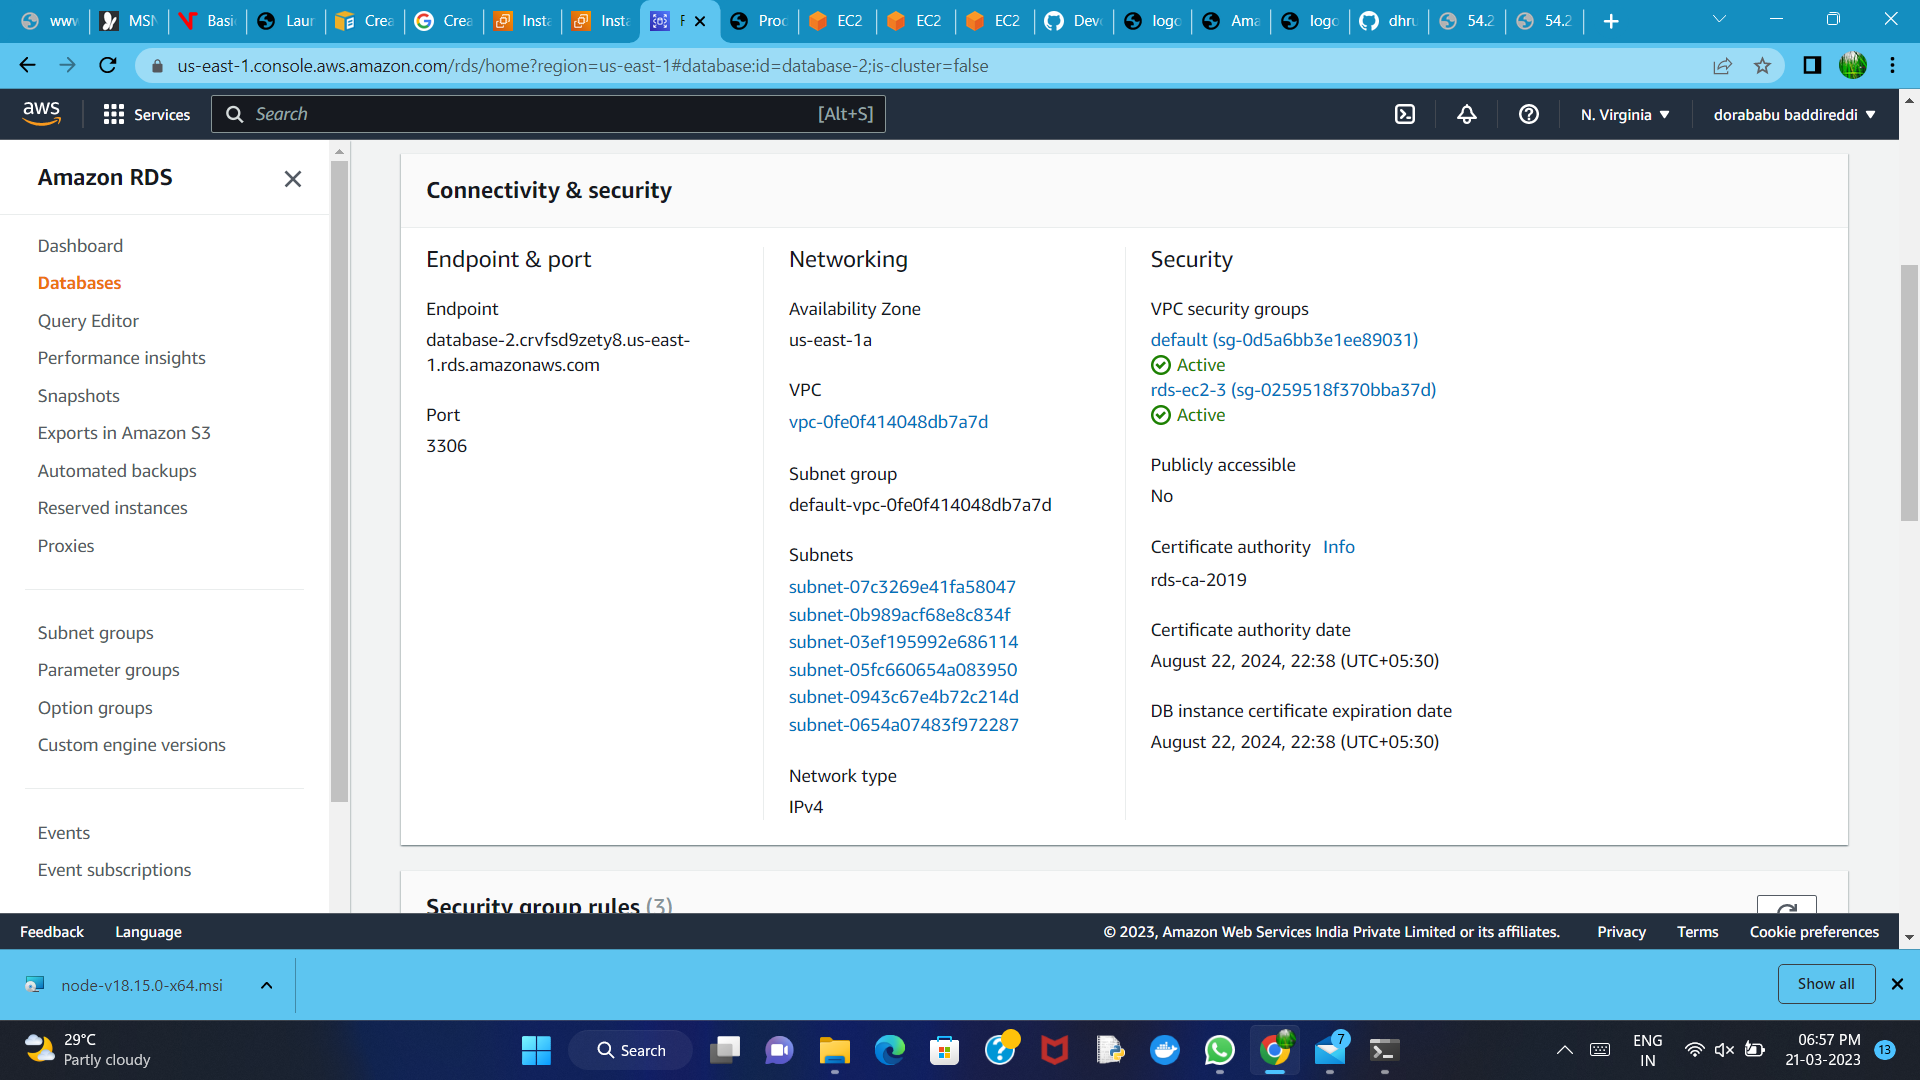 www
MSN
Basi
Laun
Crea
Crea
Insta
Insta
Proc
EC2
EC2
EC2
Dev
logo
Ama
logo
dhru
54.2
54.2
us-east-1.console.aws.amazon.com/rds/home?region=us-east-1#database:id=database-2;is-cluster=false
aws
Services
Search
[Alt+S]
N. Virginia
dorababu baddireddi
Amazon RDS
Dashboard
Databases
Query Editor
Performance insights
Snapshots
Exports in Amazon S3
Automated backups
Reserved instances
Proxies
Subnet groups
Parameter groups
Option groups
Custom engine versions
Events
Event subscriptions
Connectivity & security
Endpoint & port
Endpoint
database-2.crvfsd9zety8.us-east-
1.rds.amazonaws.com
Port
3306
Networking
Availability Zone
us-east-1a
VPC
vpc-0fe0f414048db7a7d
Subnet group
default-vpc-0fe0f414048db7a7d
Subnets
subnet-07c3269e41fa58047
subnet-0b989acf68e8c834f
subnet-03ef195992e686114
subnet-05fc660654a083950
subnet-0943c67e4b72c214d
subnet-0654a07483f972287
Network type
IPv4
Security
VPC security groups
default (sg-0d5a6bb3e1ee89031)
Active
rds-ec2-3 (sg-0259518f370bba37d)
Active
Publicly accessible
No
Certificate authority Info
rds-ca-2019
Certificate authority date
August 22, 2024, 22:38 (UTC+05:30)
DB instance certificate expiration date
August 22, 2024, 22:38 (UTC+05:30)
Security group rules (3)
Feedback
Language
© 2023, Amazon Web Services India Private Limited or its affiliates.
Privacy
Terms
Cookie preferences
node-v18.15.0-x64.msi
Show all
29°C
Partly cloudy
Search
7
ENG
IN
06:57 PM
21-03-2023
13